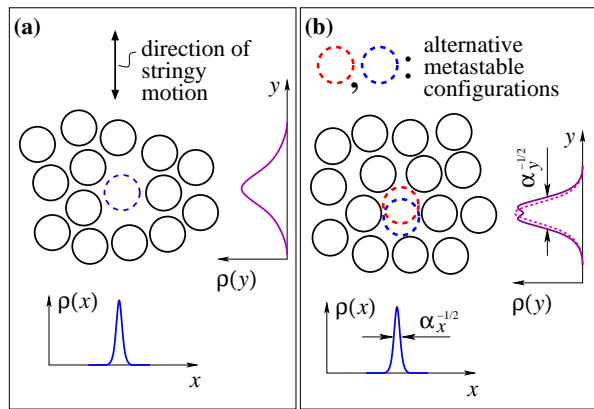 (a)
direction of
stringy
motion
y
ρ(y)
ρ(x)
x
(b)
, :
alternative
metastable
configurations
y
α_y^{-1/2}
ρ(y)
ρ(x)
α_x^{-1/2}
x